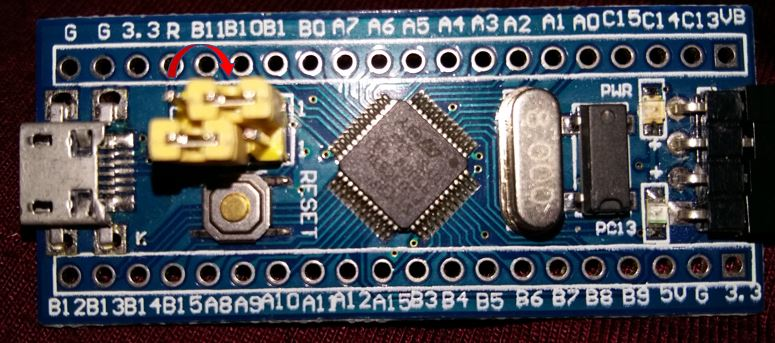 G G 3.3 R B11 B10 B1 B0 A7 A6 A5 A4 A3 A2 A1 A0 C15 C14 C13 VB
PWR
1
8.000
RESET
K
PC13
B12 B13 B14 B15 A8 A9 A10 A11 A12 A15 B3 B4 B5 B6 B7 B8 B9 5V G 3.3